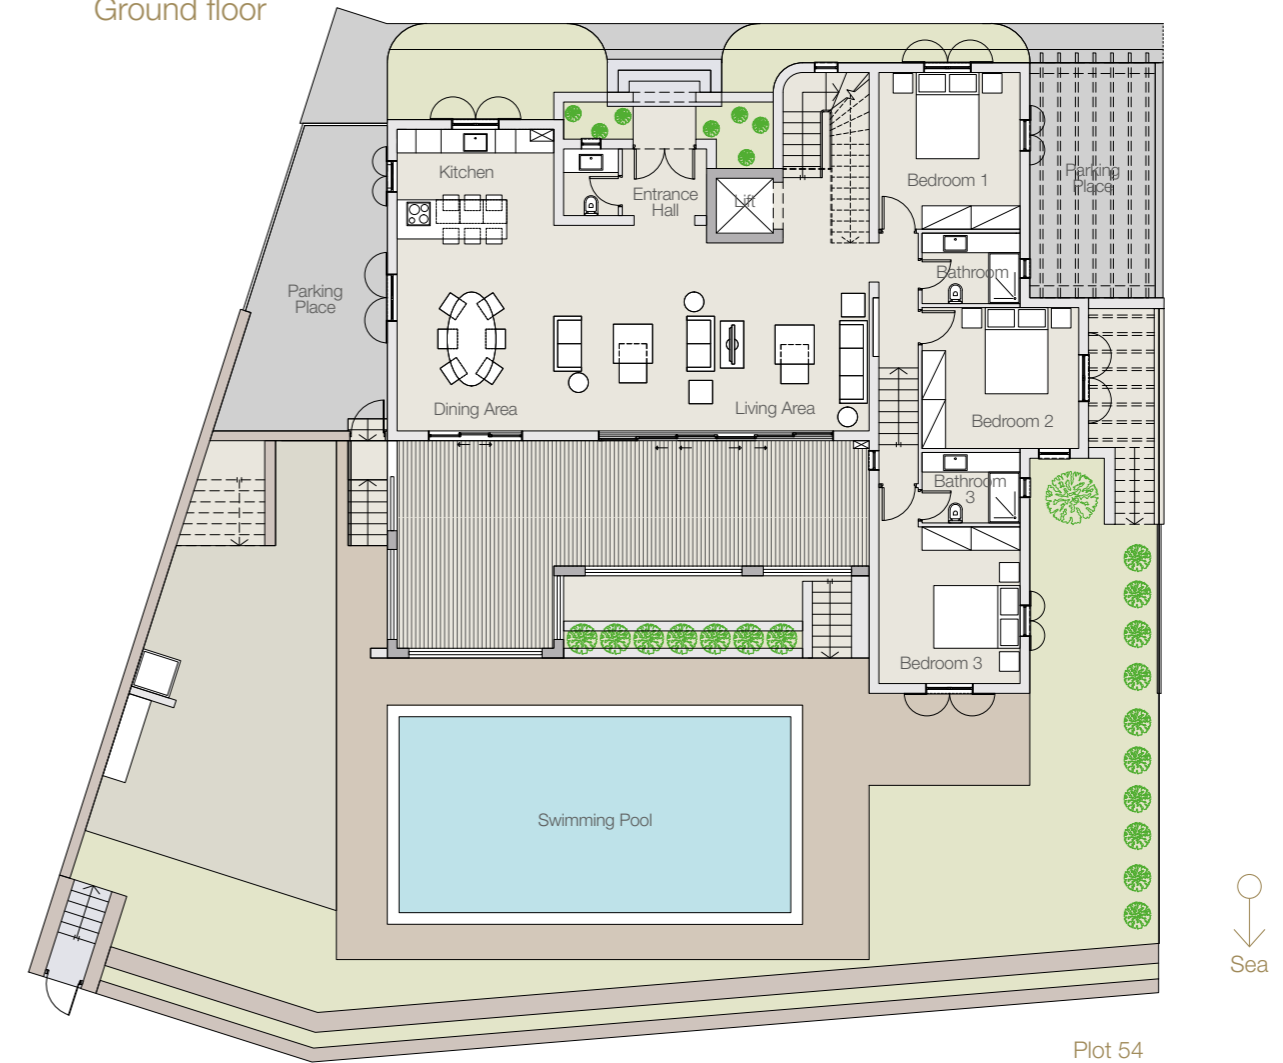 Ground floor
Kitchen
Entrance
Hall
Lift
Bedroom 1
Parking
Place
Bathroom
Parking
Place
Dining Area
Living Area
Bedroom 2
Bathroom
3
Bedroom 3
Swimming Pool
Sea
Plot 54